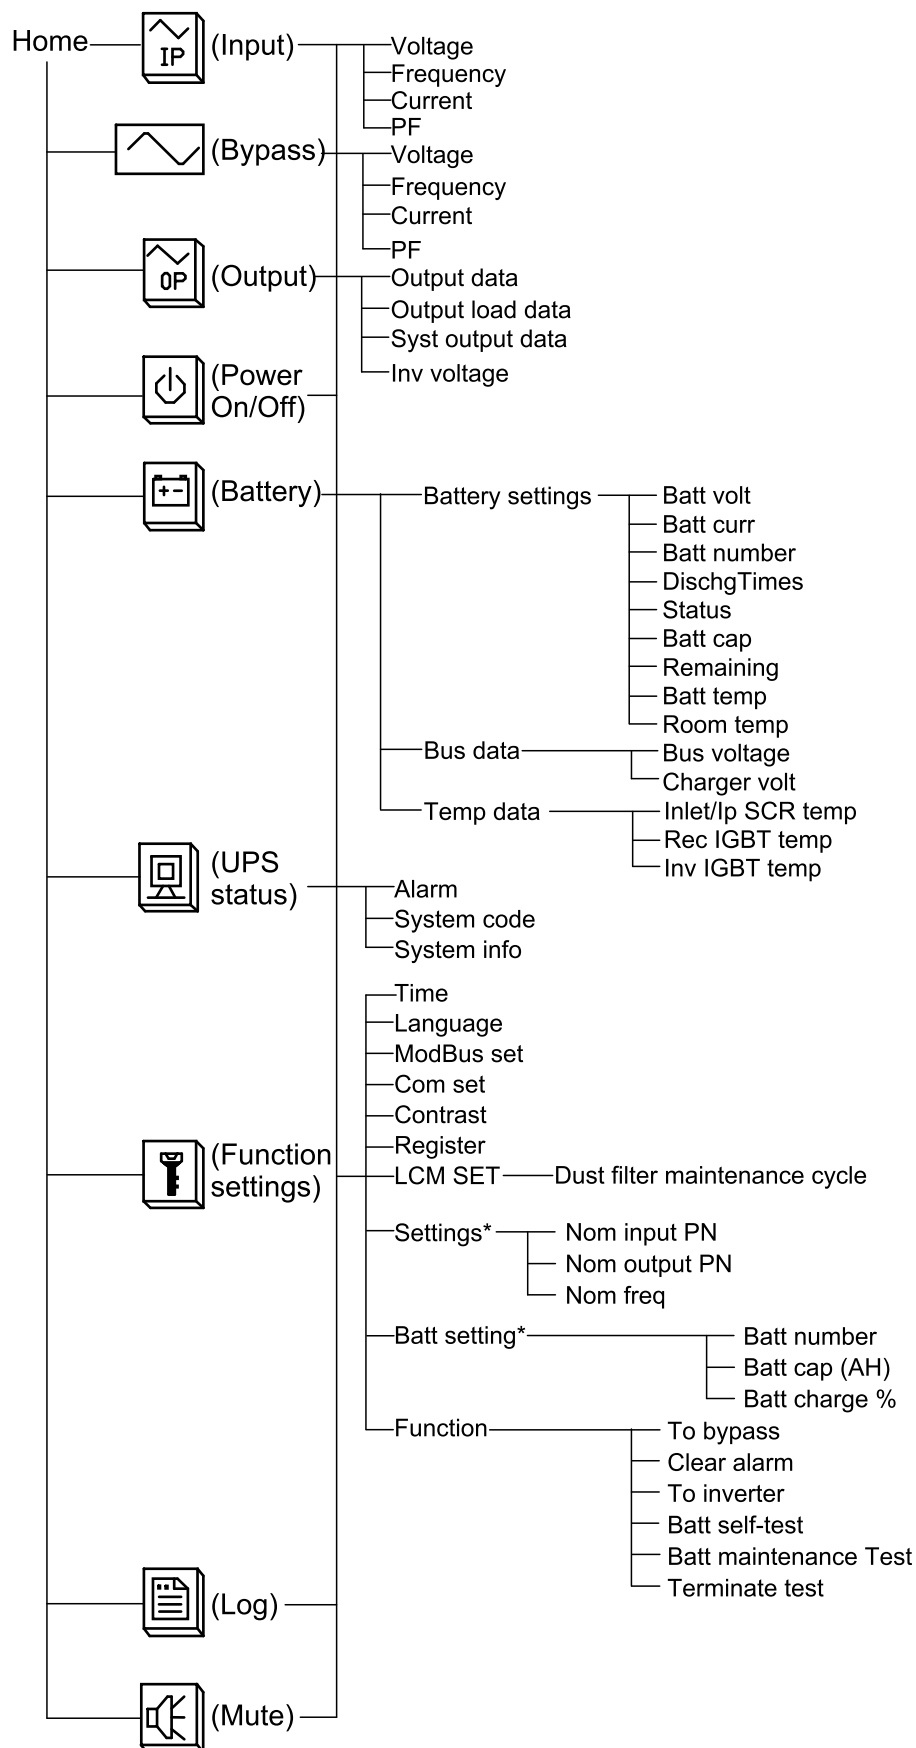 Home
IP
(Input)
Voltage
Frequency
Current
PF
(Bypass)
Voltage
Frequency
Current
PF
OP
(Output)
Output data
Output load data
Syst output data
Inv voltage
(Power
On/Off)
+ -
(Battery)
Battery settings
Batt volt
Batt curr
Batt number
DischgTimes
Status
Batt cap
Remaining
Batt temp
Room temp
Bus data
Bus voltage
Charger volt
Temp data
Inlet/Ip SCR temp
Rec IGBT temp
Inv IGBT temp
(UPS
status)
Alarm
System code
System info
(Function
settings)
Time
Language
ModBus set
Com set
Contrast
Register
LCM SET
Dust filter maintenance cycle
Settings*
Nom input PN
Nom output PN
Nom freq
Batt setting*
Batt number
Batt cap (AH)
Batt charge %
Function
To bypass
Clear alarm
To inverter
Batt self-test
Batt maintenance Test
Terminate test
(Log)
(Mute)